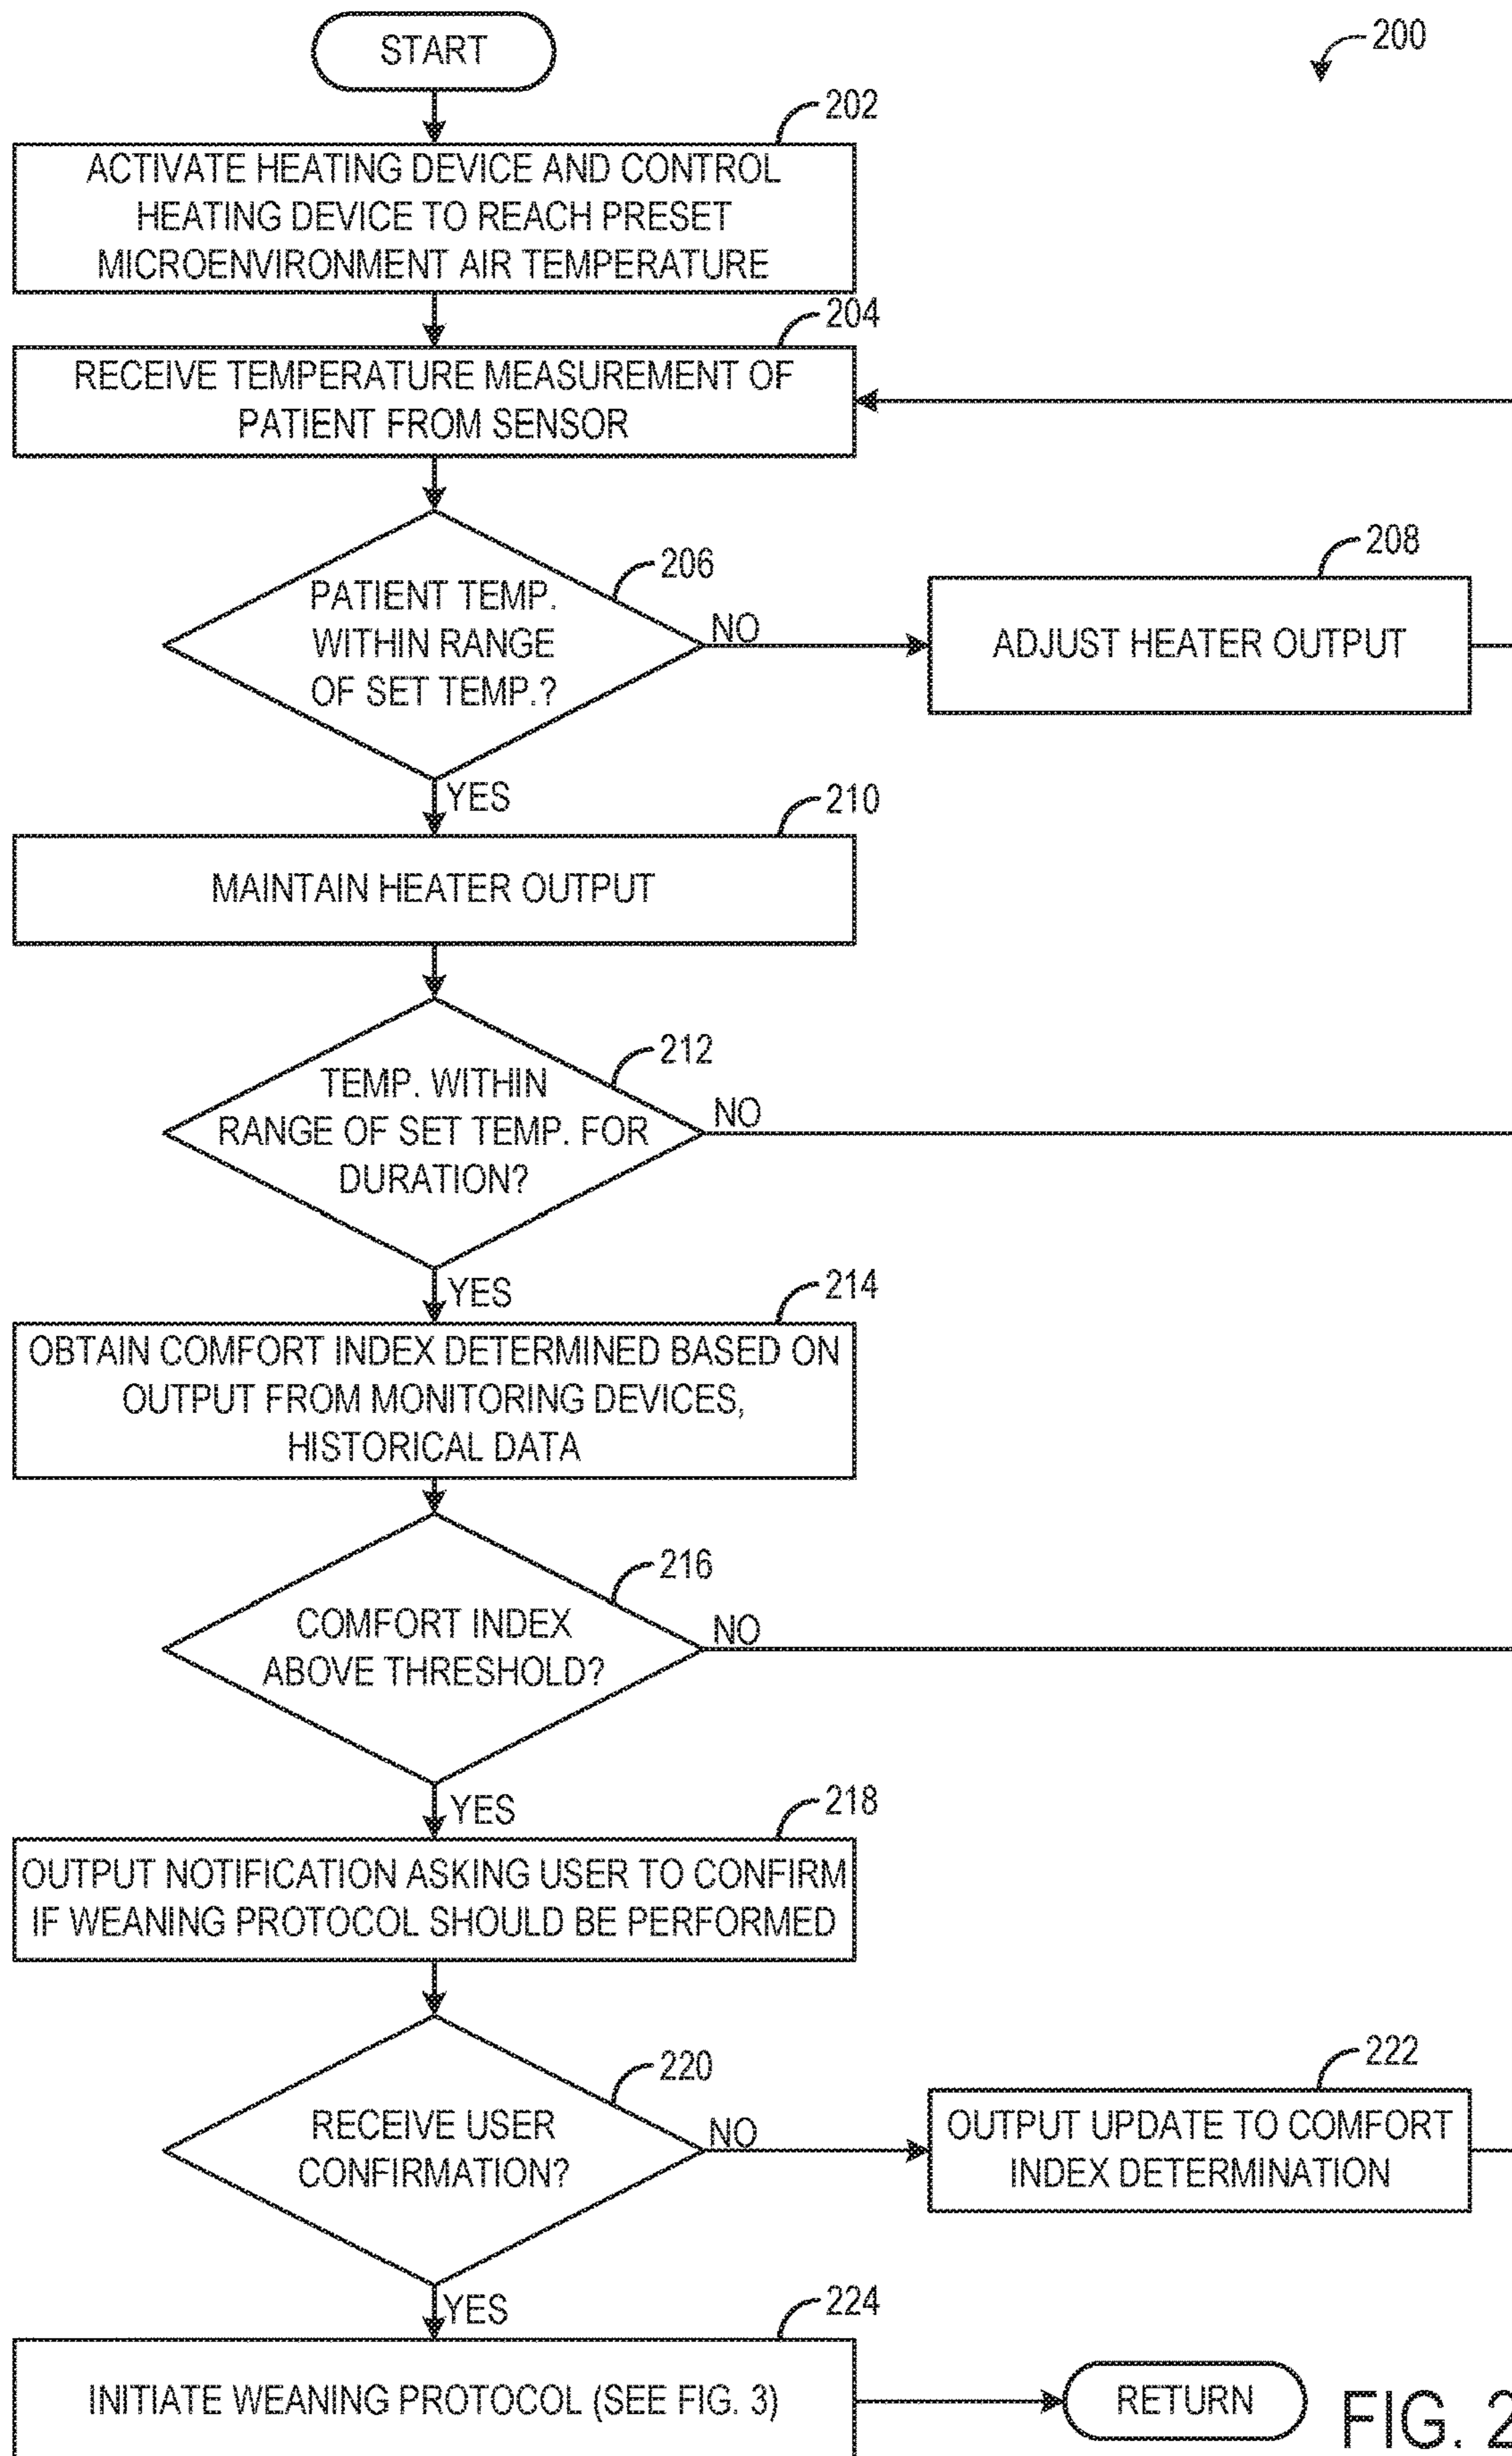 START
200
202
ACTIVATE HEATING DEVICE AND CONTROL
HEATING DEVICE TO REACH PRESET
MICROENVIRONMENT AIR TEMPERATURE
204
RECEIVE TEMPERATURE MEASUREMENT OF
PATIENT FROM SENSOR
206
PATIENT TEMP.
WITHIN RANGE
OF SET TEMP.?
NO
208
ADJUST HEATER OUTPUT
YES
210
MAINTAIN HEATER OUTPUT
212
TEMP. WITHIN
RANGE OF SET TEMP. FOR
DURATION?
NO
YES
214
OBTAIN COMFORT INDEX DETERMINED BASED ON
OUTPUT FROM MONITORING DEVICES,
HISTORICAL DATA
216
COMFORT INDEX
ABOVE THRESHOLD?
NO
YES
218
OUTPUT NOTIFICATION ASKING USER TO CONFIRM
IF WEANING PROTOCOL SHOULD BE PERFORMED
220
RECEIVE USER
CONFIRMATION?
NO
222
OUTPUT UPDATE TO COMFORT
INDEX DETERMINATION
YES
224
INITIATE WEANING PROTOCOL (SEE FIG. 3)
RETURN
FIG. 2